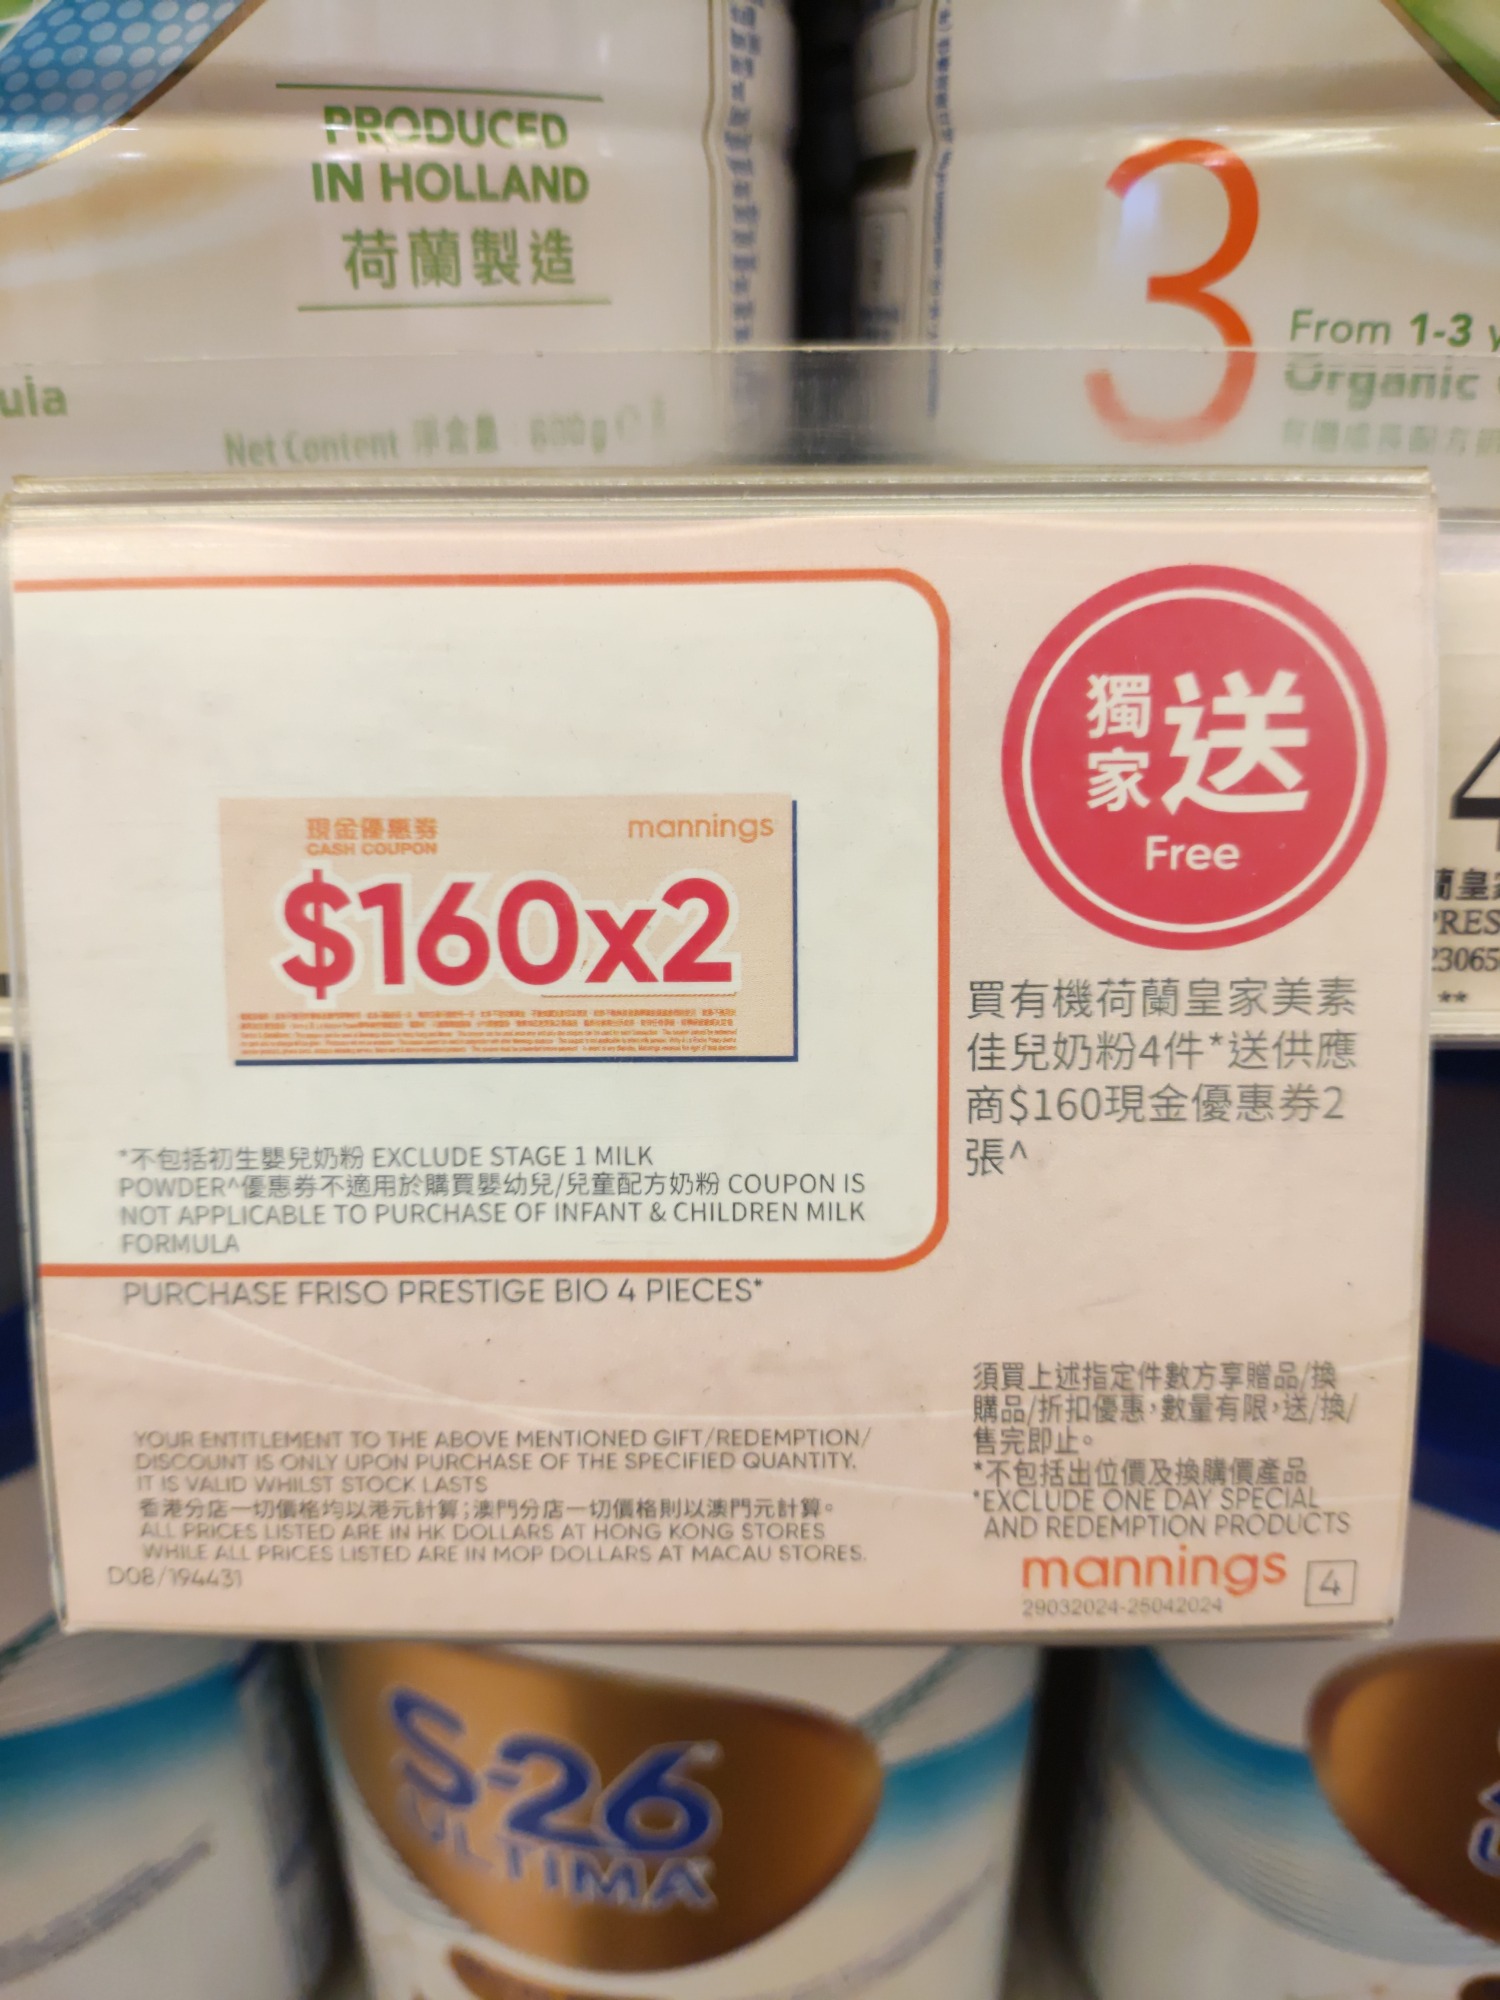 PRODUCED
IN HOLLAND
荷蘭製造
Net Content 淨含量 800g
3
From 1-3
Organic
獨家送
Free
現金優惠券
CASH COUPON
mannings
$160x2
買有機荷蘭皇家美素
佳兒奶粉4件*送供應
商$160現金優惠券2
張^
*不包括初生嬰兒奶粉 EXCLUDE STAGE 1 MILK
POWDER^優惠券不適用於購買嬰幼兒/兒童配方奶粉 COUPON IS
NOT APPLICABLE TO PURCHASE OF INFANT & CHILDREN MILK
FORMULA
PURCHASE FRISO PRESTIGE BIO 4 PIECES*
須買上述指定件數方享贈品/換
購品/折扣優惠,數量有限,送/換/
售完即止。
*不包括出位價及換購價產品
*EXCLUDE ONE DAY SPECIAL
AND REDEMPTION PRODUCTS
YOUR ENTITLEMENT TO THE ABOVE MENTIONED GIFT/REDEMPTION/
DISCOUNT IS ONLY UPON PURCHASE OF THE SPECIFIED QUANTITY.
IT IS VALID WHILST STOCK LASTS
香港分店一切價格均以港元計算;澳門分店一切價格則以澳門元計算。
ALL PRICES LISTED ARE IN HK DOLLARS AT HONG KONG STORES
WHILE ALL PRICES LISTED ARE IN MOP DOLLARS AT MACAU STORES.
D08/194431
mannings 4
29032024-25042024
S-26
ULTIMA